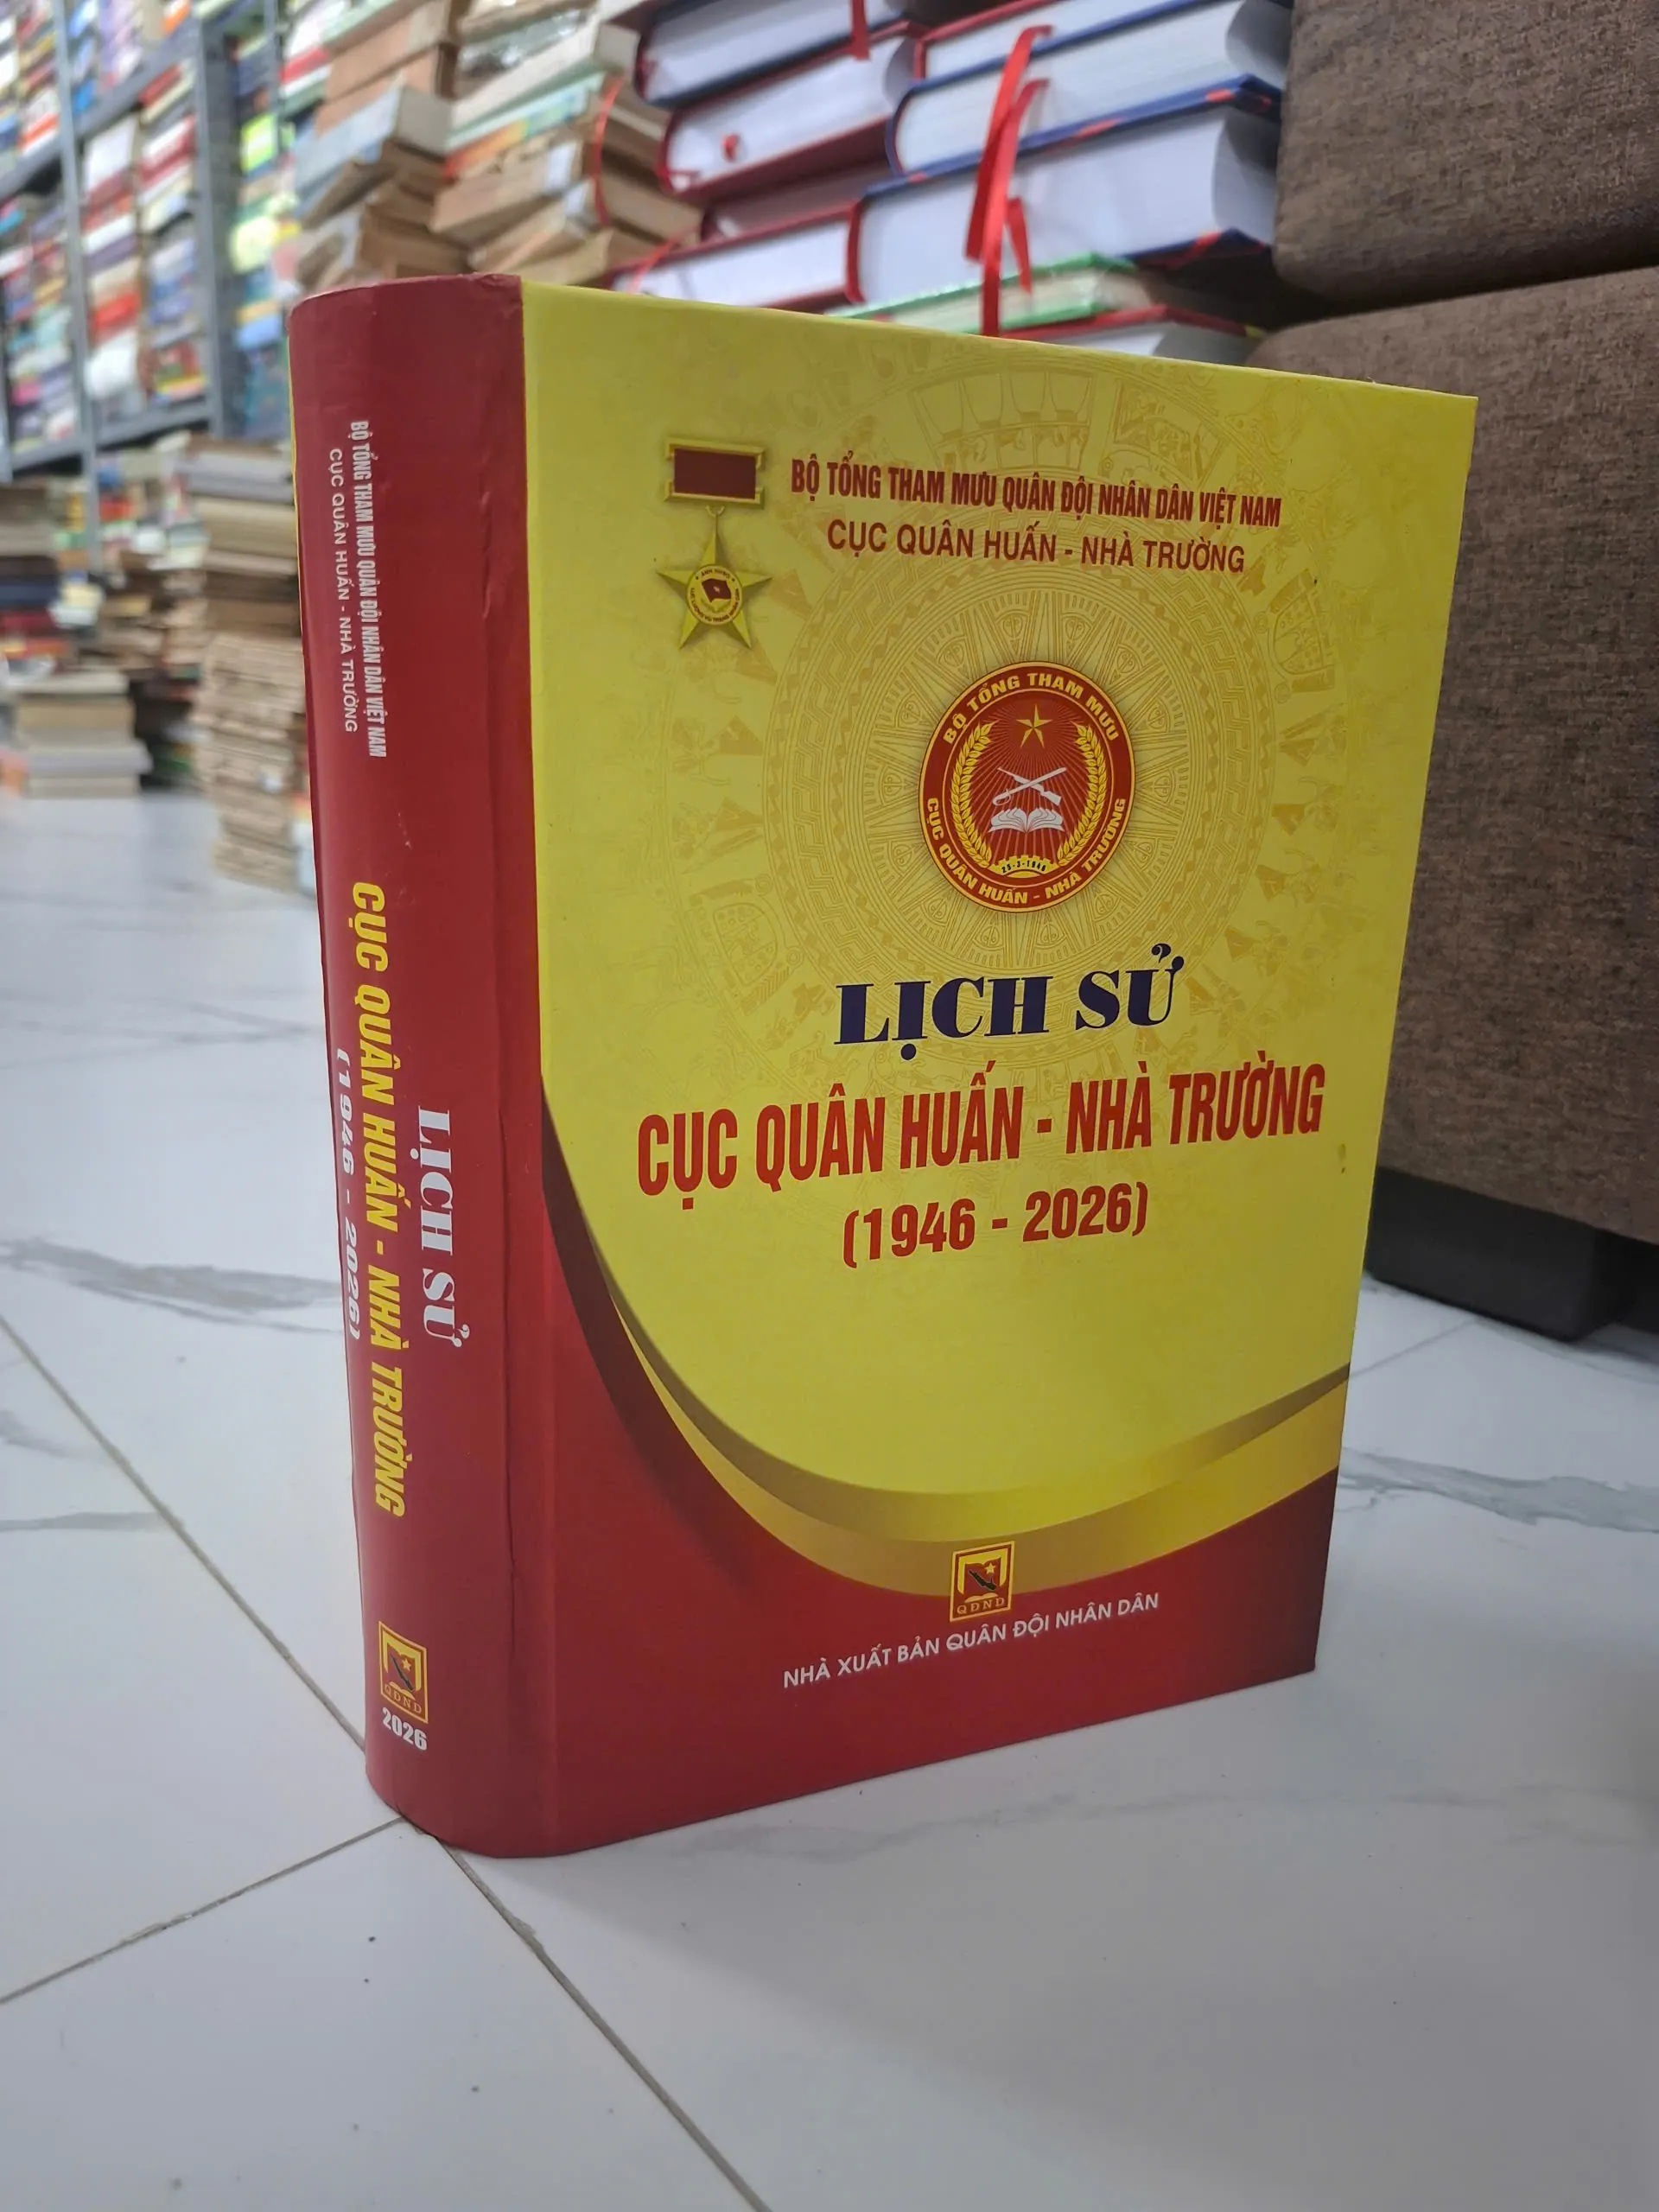 BỘ TỔNG THAM MƯU QUÂN ĐỘI NHÂN DÂN VIỆT NAM
CỤC QUÂN HUẤN - NHÀ TRƯỜNG
LỊCH SỬ
CỤC QUÂN HUẤN - NHÀ TRƯỜNG
(1946 - 2026)
QĐND
2026
BỘ TỔNG THAM MƯU QUÂN ĐỘI NHÂN DÂN VIỆT NAM
CỤC QUÂN HUẤN - NHÀ TRƯỜNG
BỘ TỔNG THAM MƯU
CỤC QUÂN HUẤN - NHÀ TRƯỜNG
LỊCH SỬ
CỤC QUÂN HUẤN - NHÀ TRƯỜNG
(1946 - 2026)
QĐND
NHÀ XUẤT BẢN QUÂN ĐỘI NHÂN DÂN